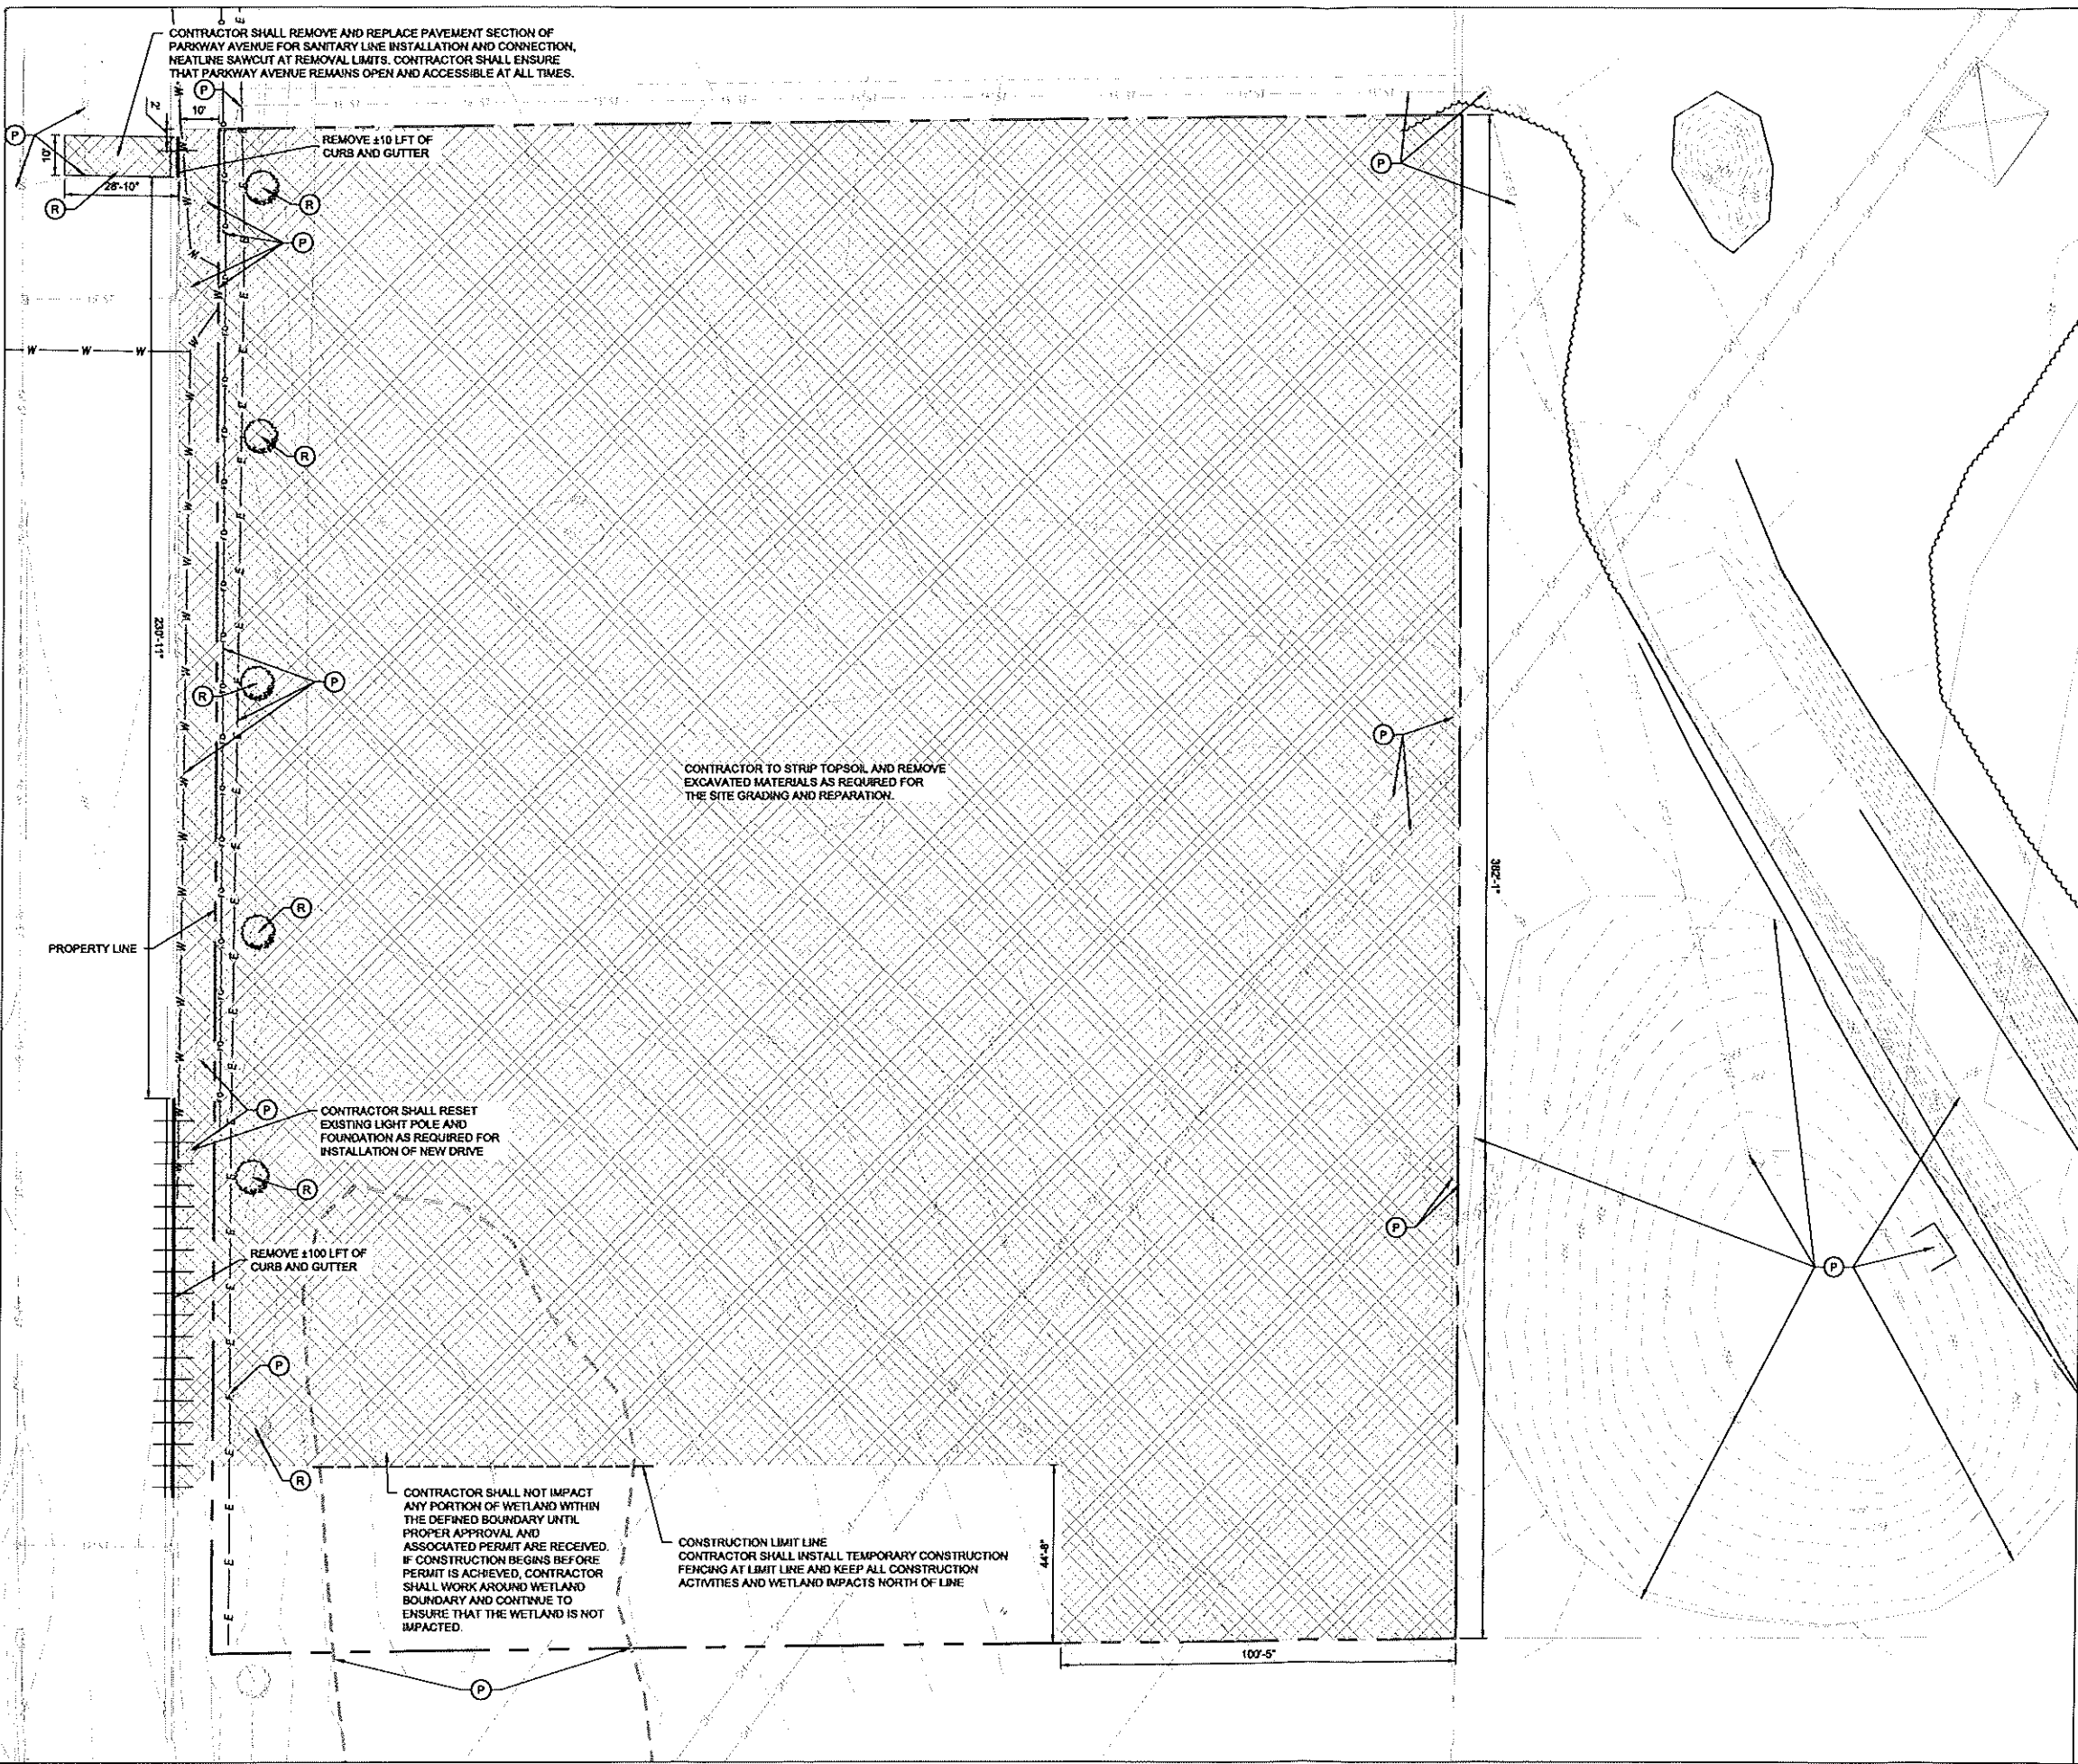 CONTRACTOR SHALL REMOVE AND REPLACE PAVEMENT SECTION OF
PARKWAY AVENUE FOR SANITARY LINE INSTALLATION AND CONNECTION,
NEATLINE SAWCUT AT REMOVAL LIMITS. CONTRACTOR SHALL ENSURE
THAT PARKWAY AVENUE REMAINS OPEN AND ACCESSIBLE AT ALL TIMES.
P
2'
10'
P
10'
REMOVE ±10 LFT OF
CURB AND GUTTER
P
28'-10"
R
R
P
W W W
R
230'-11"
R
P
P
CONTRACTOR TO STRIP TOPSOIL AND REMOVE
EXCAVATED MATERIALS AS REQUIRED FOR
THE SITE GRADING AND REPARATION.
382'-1"
R
PROPERTY LINE
P
CONTRACTOR SHALL RESET
EXISTING LIGHT POLE AND
FOUNDATION AS REQUIRED FOR
INSTALLATION OF NEW DRIVE
R
P
REMOVE ±100 LFT OF
CURB AND GUTTER
P
P
R
CONTRACTOR SHALL NOT IMPACT
ANY PORTION OF WETLAND WITHIN
THE DEFINED BOUNDARY UNTIL
PROPER APPROVAL AND
ASSOCIATED PERMIT ARE RECEIVED.
IF CONSTRUCTION BEGINS BEFORE
PERMIT IS ACHIEVED, CONTRACTOR
SHALL WORK AROUND WETLAND
BOUNDARY AND CONTINUE TO
ENSURE THAT THE WETLAND IS NOT
IMPACTED.
CONSTRUCTION LIMIT LINE
CONTRACTOR SHALL INSTALL TEMPORARY CONSTRUCTION
FENCING AT LIMIT LINE AND KEEP ALL CONSTRUCTION
ACTIVITIES AND WETLAND IMPACTS NORTH OF LINE
44'-8"
100'-5"
P